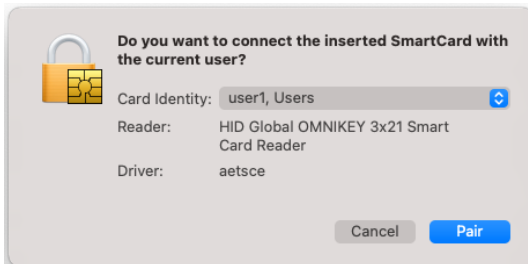 Do you want to connect the inserted SmartCard with
the current user?
Card Identity: user1, Users
Reader: HID Global OMNIKEY 3x21 Smart
Card Reader
Driver: aetsce
Cancel Pair